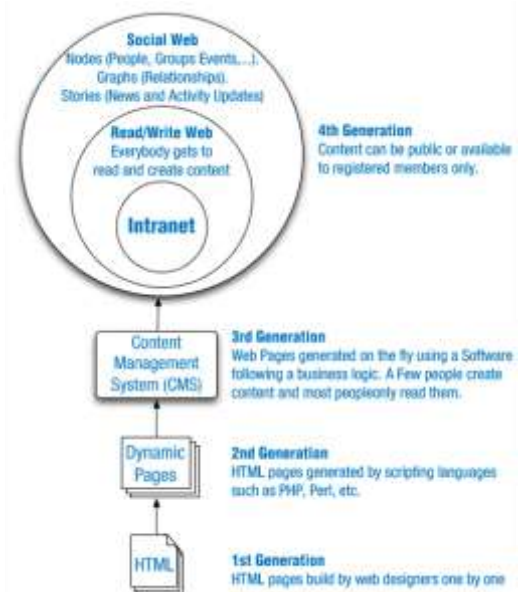 Social Web
Nodes (People, Groups Events,...),
Graphs (Relationships),
Stories (News and Activity Updates)
Read/Write Web
Everybody gets to
read and create content
Intranet
4th Generation
Content can be public or available
to registered members only.
Content
Management
System (CMS)
3rd Generation
Web Pages generated on the fly using a Software
following a business logic. A Few people create
content and most peopleonly read them.
Dynamic
Pages
2nd Generation
HTML pages generated by scripting languages
such as PHP, Perl, etc.
HTML
1st Generation
HTML pages build by web designers one by one